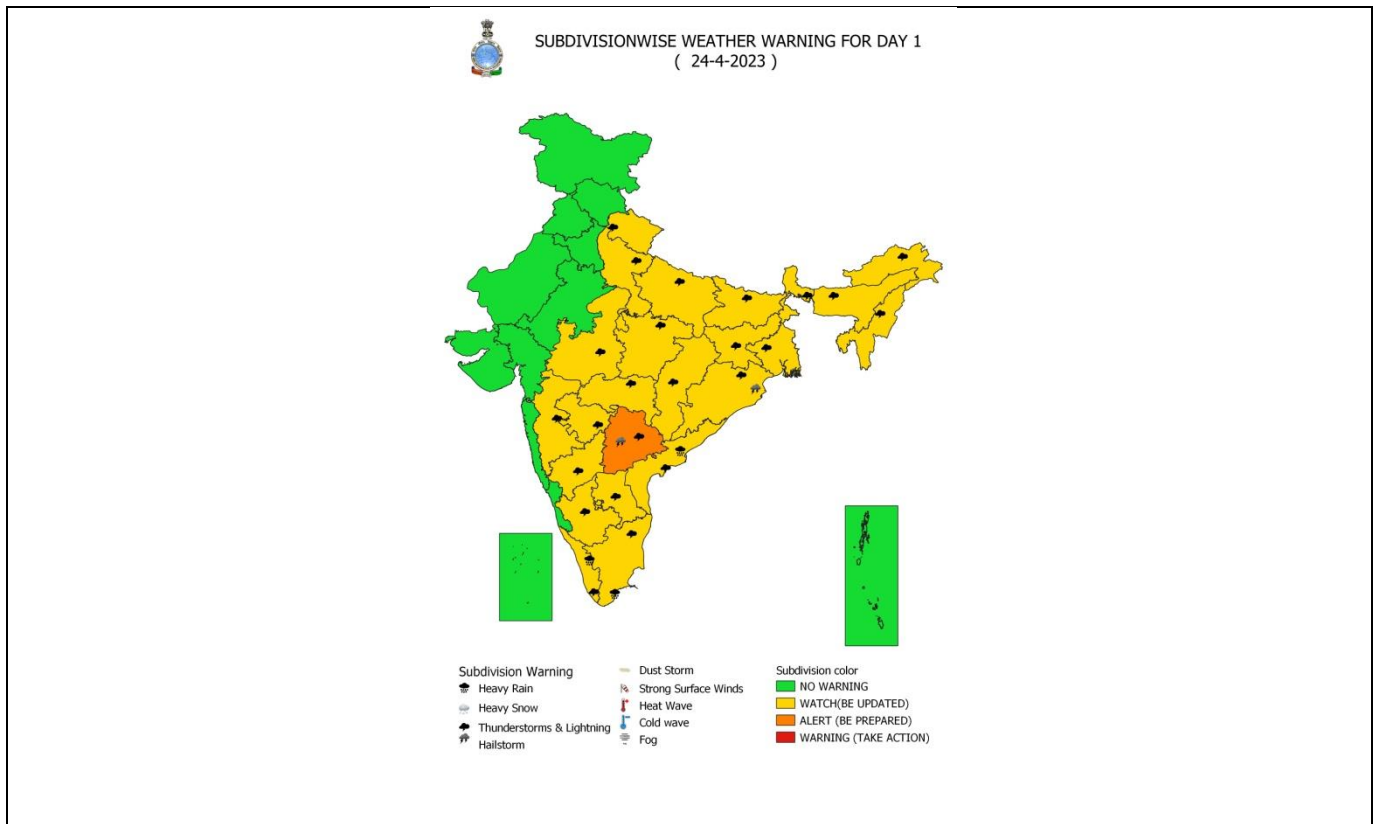 SUBDIVISIONWISE WEATHER WARNING FOR DAY 1
( 24-4-2023 )
Subdivision Warning
Heavy Rain
Heavy Snow
Thunderstorms & Lightning
Hailstorm
Dust Storm
Strong Surface Winds
Heat Wave
Cold wave
Fog
Subdivision color
NO WARNING
WATCH(BE UPDATED)
ALERT (BE PREPARED)
WARNING (TAKE ACTION)